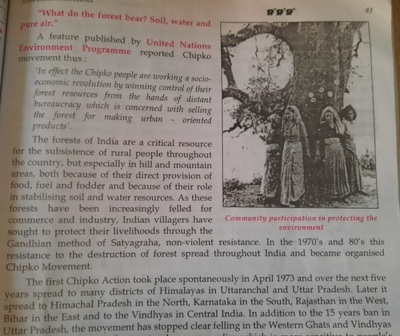 93
"What do the forest bear? Soil, water and
pure air."
A feature published by United Nations
Environment Programme reported Chipko
movement thus :
'In effect the Chipko people are working a socio-
economic revolution by winning control of their
forest resources from the hands of distant
bureaucracy which is concerned with selling
the forest for making urban - oriented
products'.
The forests of India are a critical resource
for the subsistence of rural people throughout
the country, but especially in hill and mountain
areas, both because of their direct provision of
food, fuel and fodder and because of their role
in stabilising soil and water resources. As these
forests have been increasingly felled for
commerce and industry, Indian villagers have
sought to protect their livelihoods through the
Gandhian method of Satyagraha, non-violent resistance. In the 1970's and 80's this
resistance to the destruction of forest spread throughout India and became organised
Chipko Movement.
Community participation in protecting the
environment
The first Chipko Action took place spontaneously in April 1973 and over the next five
years spread to many districts of Himalayas in Uttaranchal and Uttar Pradesh. Later it
spread to Himachal Pradesh in the North, Karnataka in the South, Rajasthan in the West,
Bihar in the East and to the Vindhyas in Central India. In addition to the 15 years ban in
Uttar Pradesh, the movement has stopped clear felling in the Western Ghats and Vindhyas